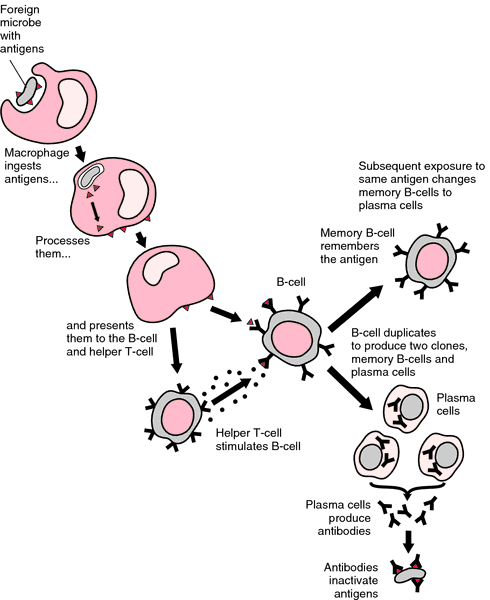 Foreign
microbe
with
antigens
Macrophage
ingests
antigens...
Processes
them...
and presents
them to the B-cell
and helper T-cell
B-cell
Helper T-cell
stimulates B-cell
Subsequent exposure to
same antigen changes
memory B-cells to
plasma cells
Memory B-cell
remembers
the antigen
B-cell duplicates
to produce two clones,
memory B-cells and
plasma cells
Plasma
cells
Plasma cells
produce
antibodies
Antibodies
inactivate
antigens